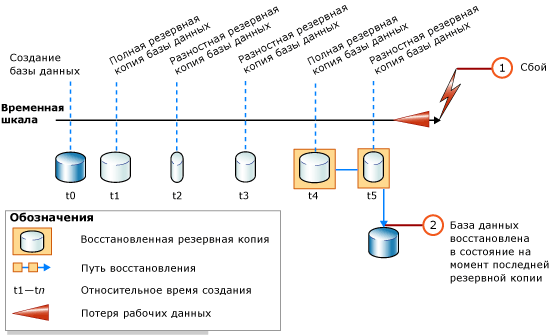 Создание
базы данных
Полная резервная
копия базы данных
Разностная резервная
копия базы данных
Разностная резервная
копия базы данных
Полная резервная
копия базы данных
Разностная резервная
копия базы данных
1
Сбой
Временная
шкала
t0
t1
t2
t3
t4
t5
2
База данных
восстановлена
в состояние на
момент последней
резервной копии
Обозначения
Восстановленная резервная копия
Путь восстановления
t1—tn
Относительное время создания
Потеря рабочих данных